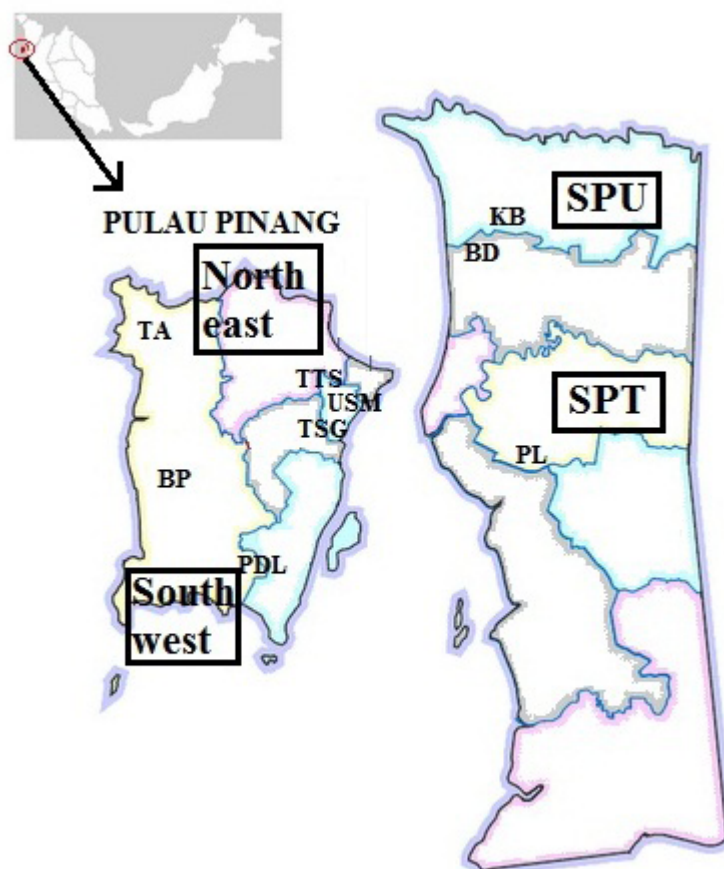 PULAU PINANG
North
east
TA
TTS
USM
TSG
BP
PDL
South
west
SPU
KB
BD
SPT
PL